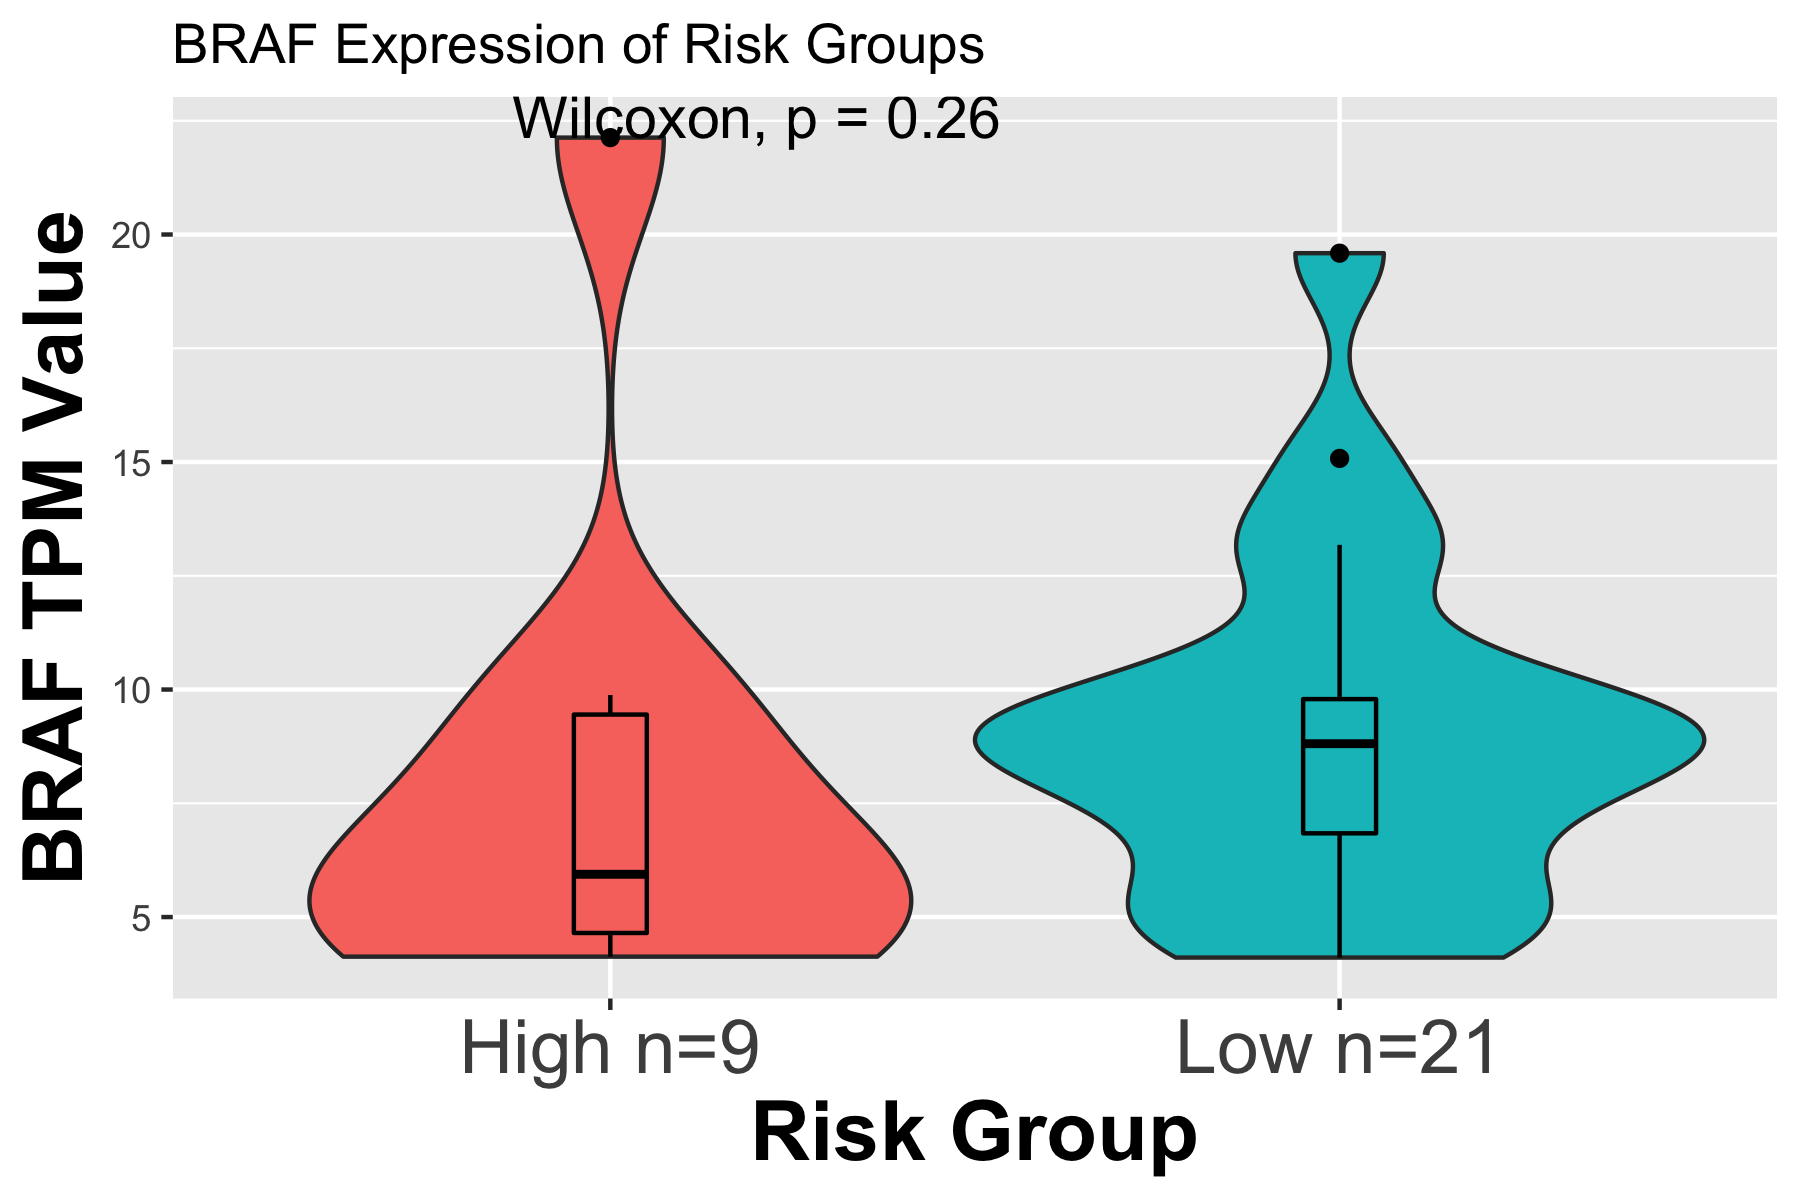 BRAF Expression of Risk Groups
Wilcoxon, p = 0.26
BRAF TPM Value
20
15
10
5
High n=9
Low n=21
Risk Group